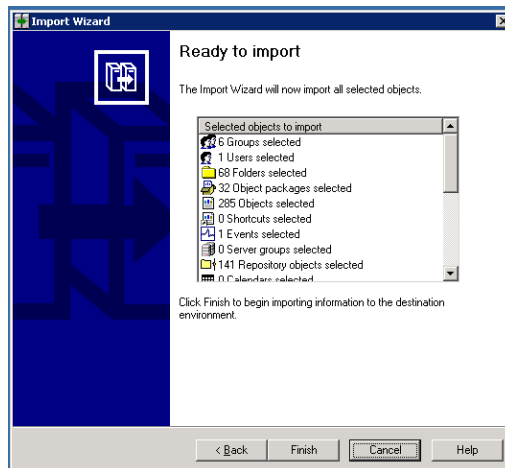 Import Wizard
Ready to import
The Import Wizard will now import all selected objects.
Selected objects to import
6 Groups selected
1 Users selected
68 Folders selected
32 Object packages selected
285 Objects selected
0 Shortcuts selected
1 Events selected
0 Server groups selected
141 Repository objects selected
0 Calendars selected
Click Finish to begin importing information to the destination
environment.
< Back Finish Cancel Help